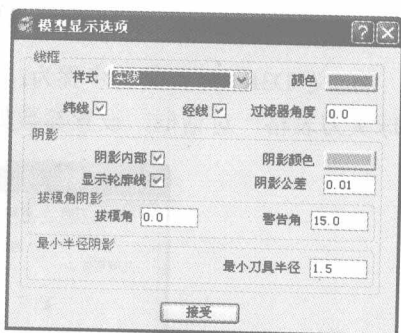 模型显示选项
线框
样式 实线 颜色
纬线 经线 过滤器角度 0.0
阴影
阴影内部 阴影颜色
显示轮廓线 阴影公差 0.01
拔模角阴影
拔模角 0.0 警告角 15.0
最小半径阴影
最小刀具半径 1.5
接受